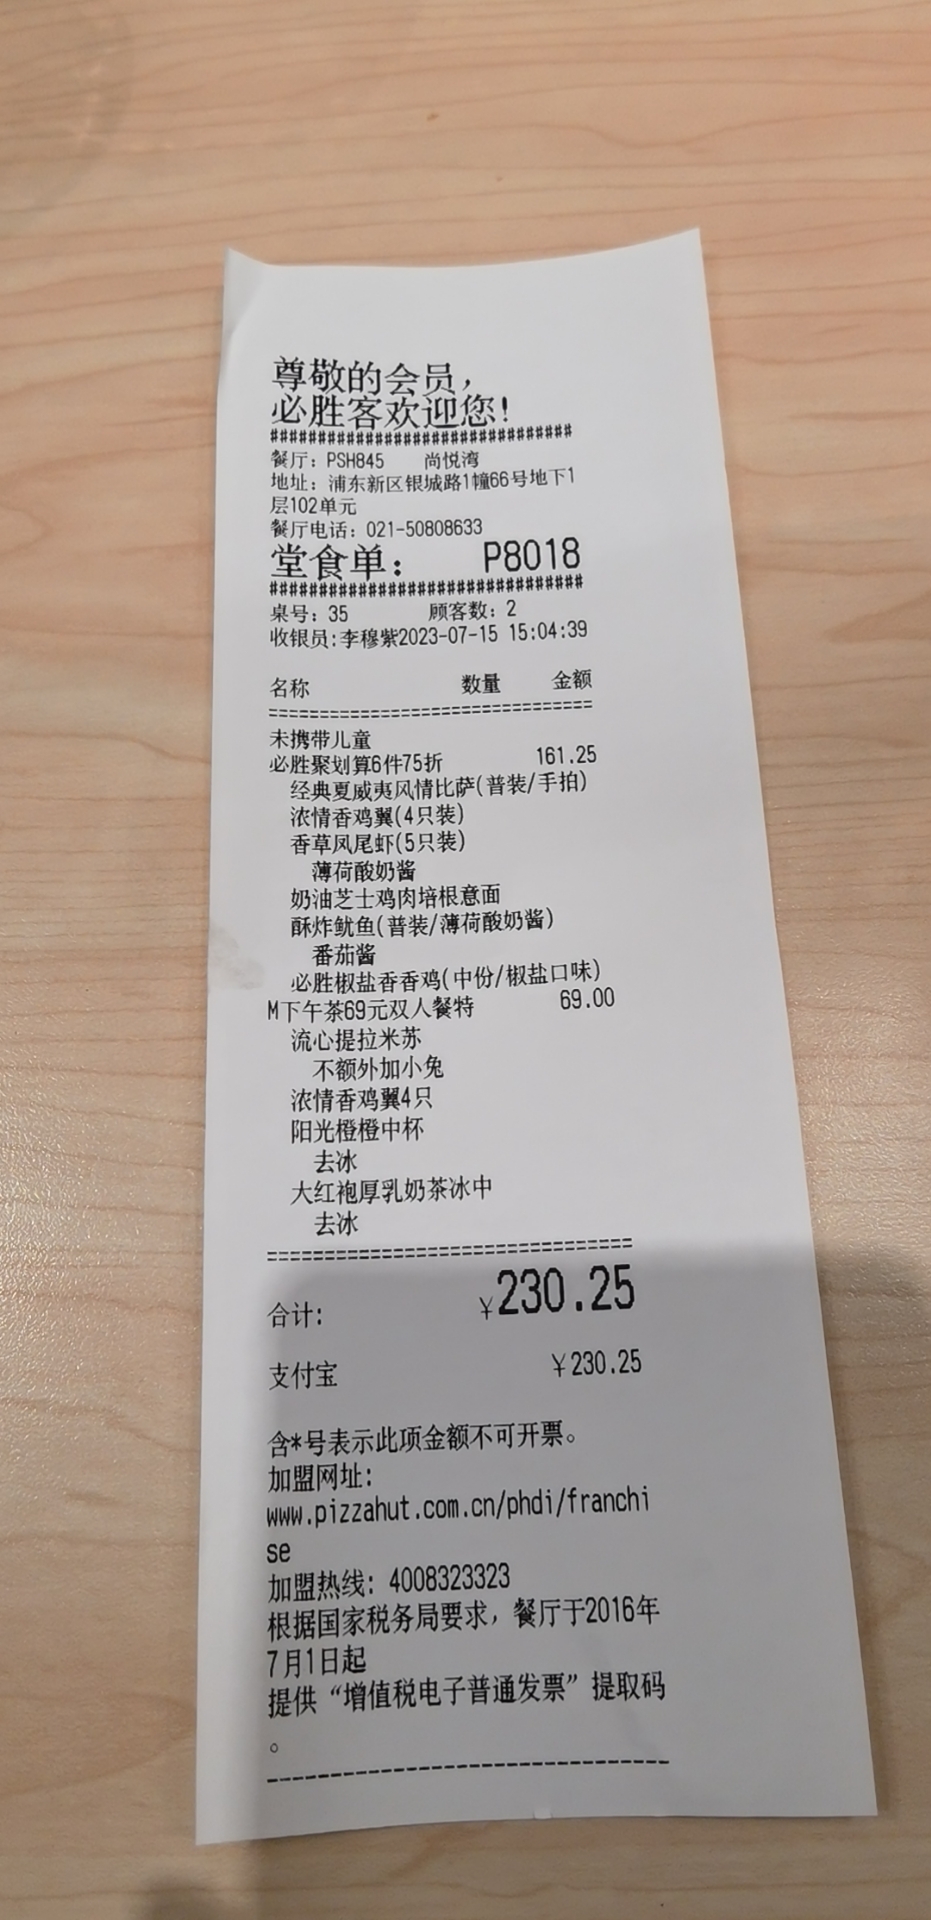 尊敬的会员，
必胜客欢迎您！
################################
餐厅：PSH845 尚悦湾
地址：浦东新区银城路1幢66号地下1
层102单元
餐厅电话：021-50808633
堂食单： P8018
################################
桌号：35 顾客数：2
收银员:李穆紫2023-07-15 15:04:39
名称 数量 金额
================================
未携带儿童
必胜聚划算6件75折 161.25
经典夏威夷风情比萨(普装/手拍)
浓情香鸡翼(4只装)
香草凤尾虾(5只装)
薄荷酸奶酱
奶油芝士鸡肉培根意面
酥炸鱿鱼(普装/薄荷酸奶酱)
番茄酱
必胜椒盐香香鸡(中份/椒盐口味)
M下午茶69元双人餐特 69.00
流心提拉米苏
不额外加小兔
浓情香鸡翼4只
阳光橙橙中杯
去冰
大红袍厚乳奶茶冰中
去冰
================================
合计: ¥230.25
支付宝 ¥230.25
含*号表示此项金额不可开票。
加盟网址:
www.pizzahut.com.cn/phdi/franchi
se
加盟热线: 4008323323
根据国家税务局要求，餐厅于2016年
7月1日起
提供“增值税电子普通发票”提取码
。
--------------------------------